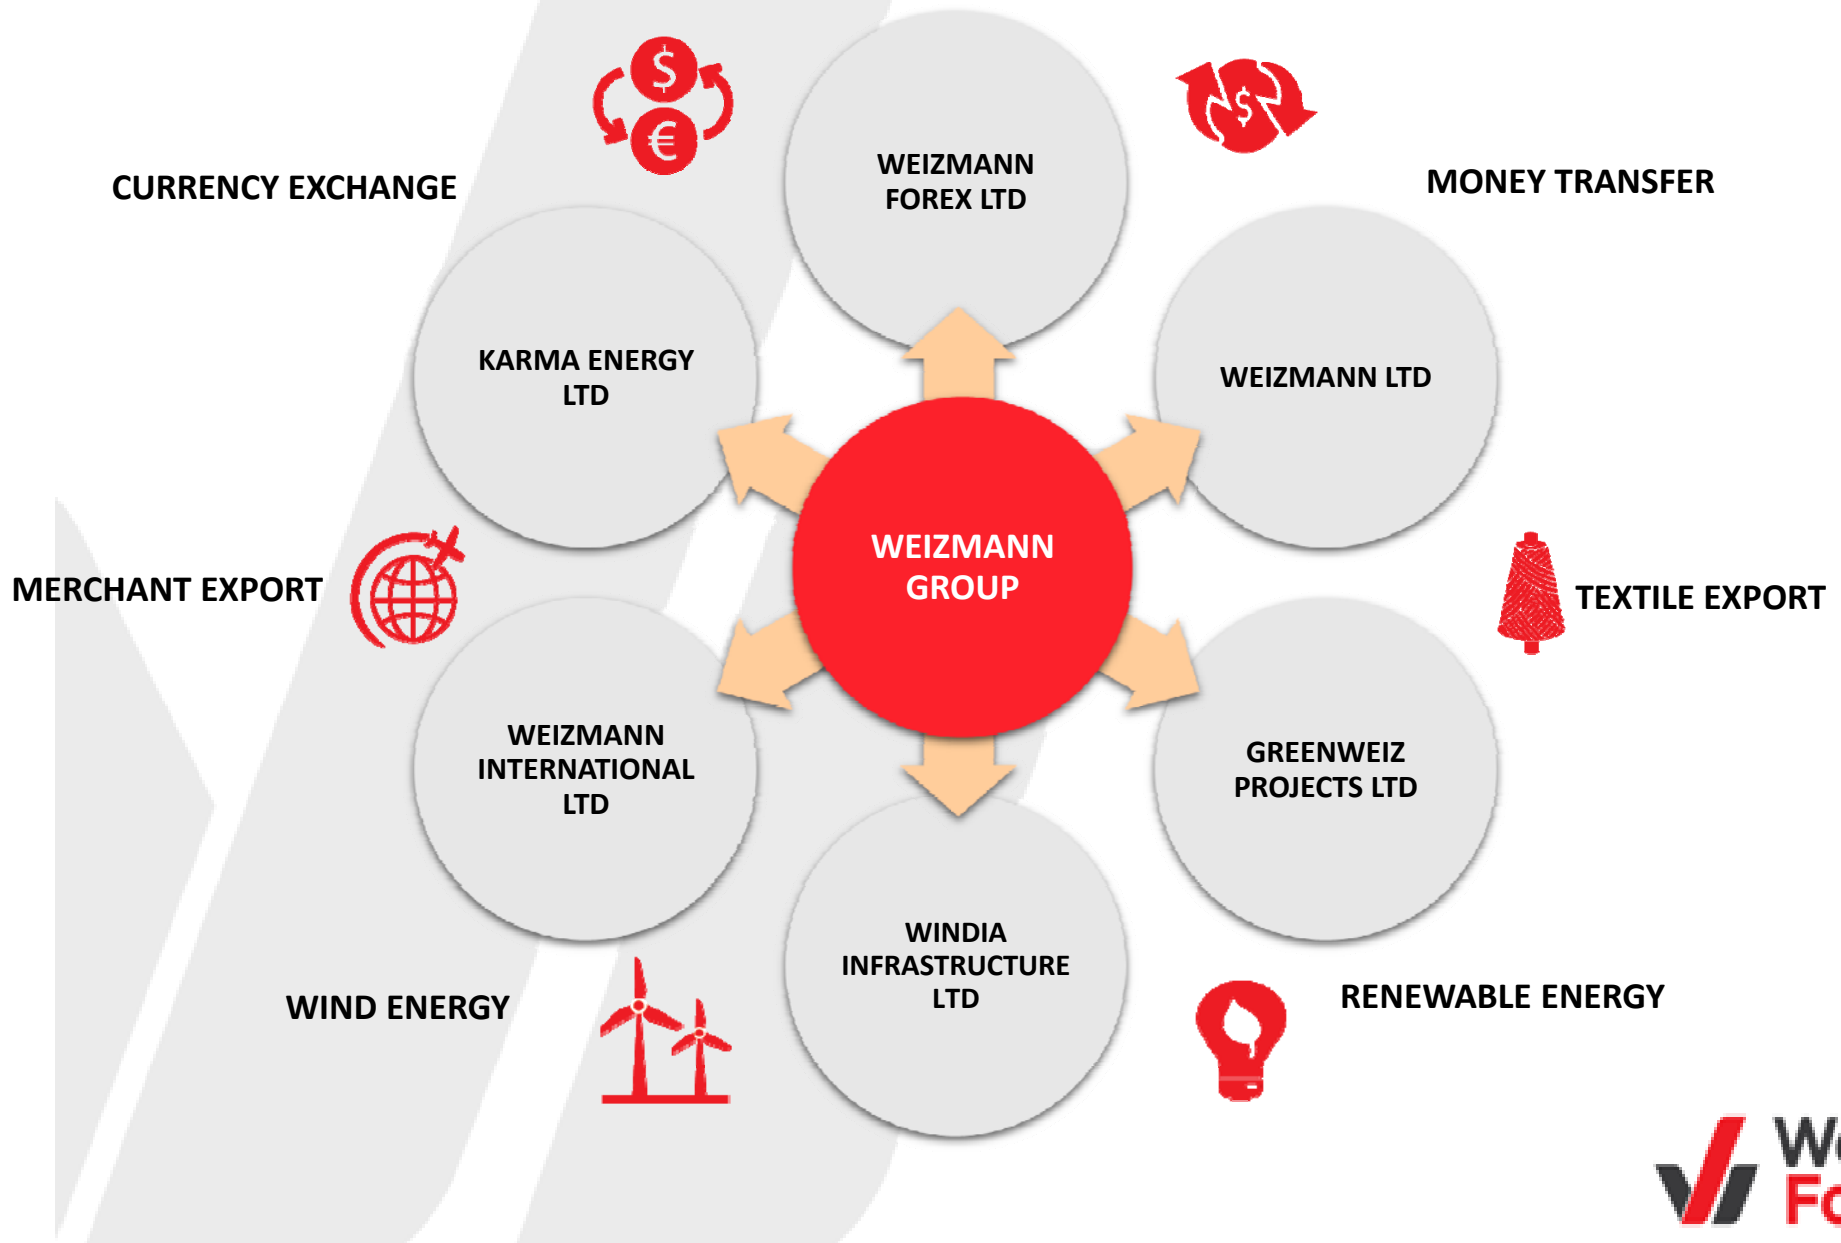 CURRENCY EXCHANGE
WEIZMANN
FOREX LTD
MONEY TRANSFER
KARMA ENERGY
LTD
WEIZMANN LTD
WEIZMANN
GROUP
MERCHANT EXPORT
TEXTILE EXPORT
WEIZMANN
INTERNATIONAL
LTD
GREENWEIZ
PROJECTS LTD
WINDIA
INFRASTRUCTURE
LTD
WIND ENERGY
RENEWABLE ENERGY